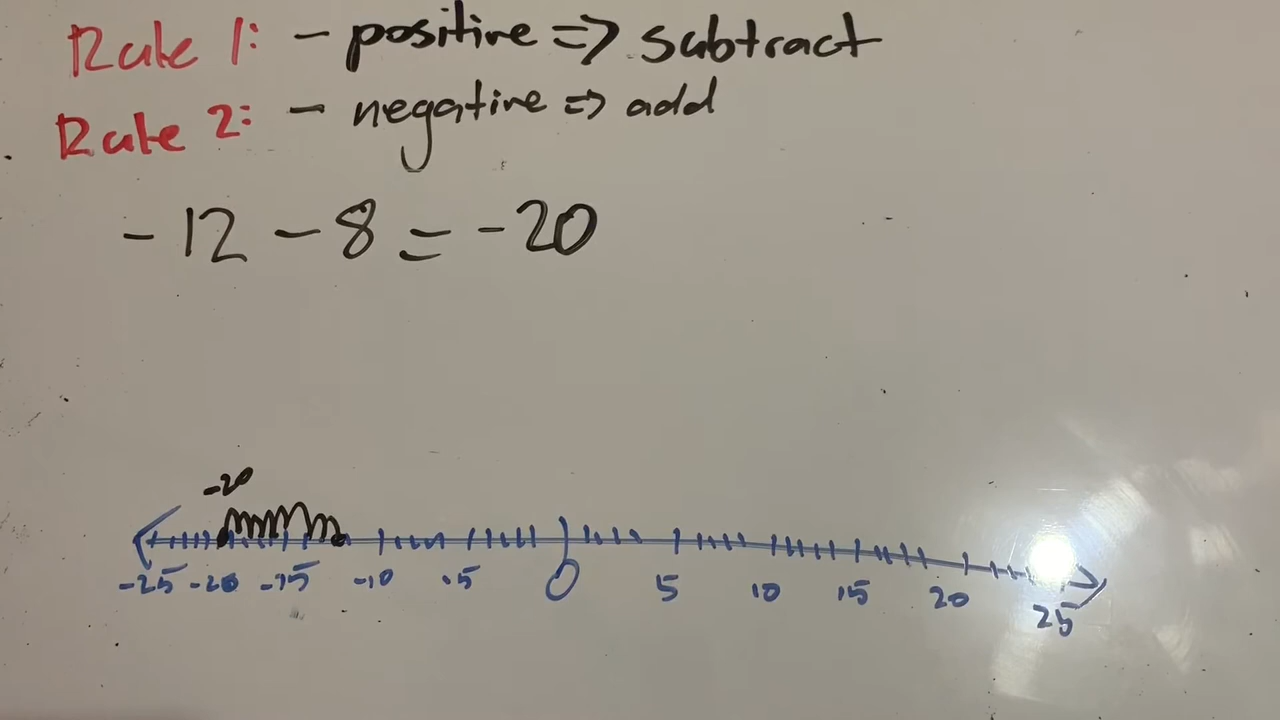 Rule 1: - positive => subtract
Rule 2: - negative => add
- 12 - 8 = - 20
-20
-25 -20 -15 -10 -5 0 5 10 15 20 25